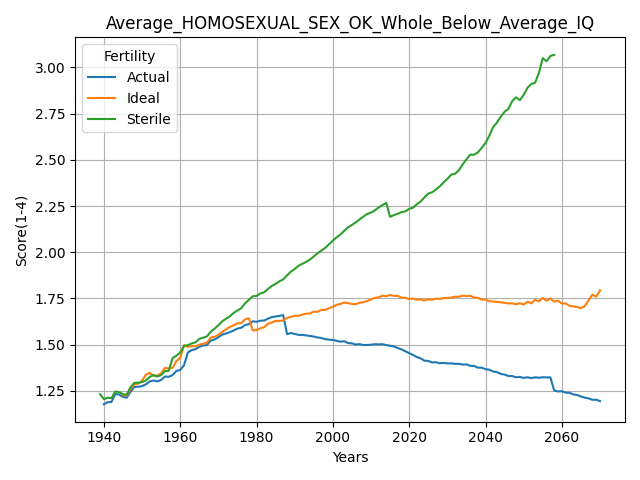 Average_HOMOSEXUAL_SEX_OK_Whole_Below_Average_IQ
Fertility
Actual
Ideal
Sterile
Score(1-4)
3.00
2.75
2.50
2.25
2.00
1.75
1.50
1.25
1940 1960 1980 2000 2020 2040 2060
Years